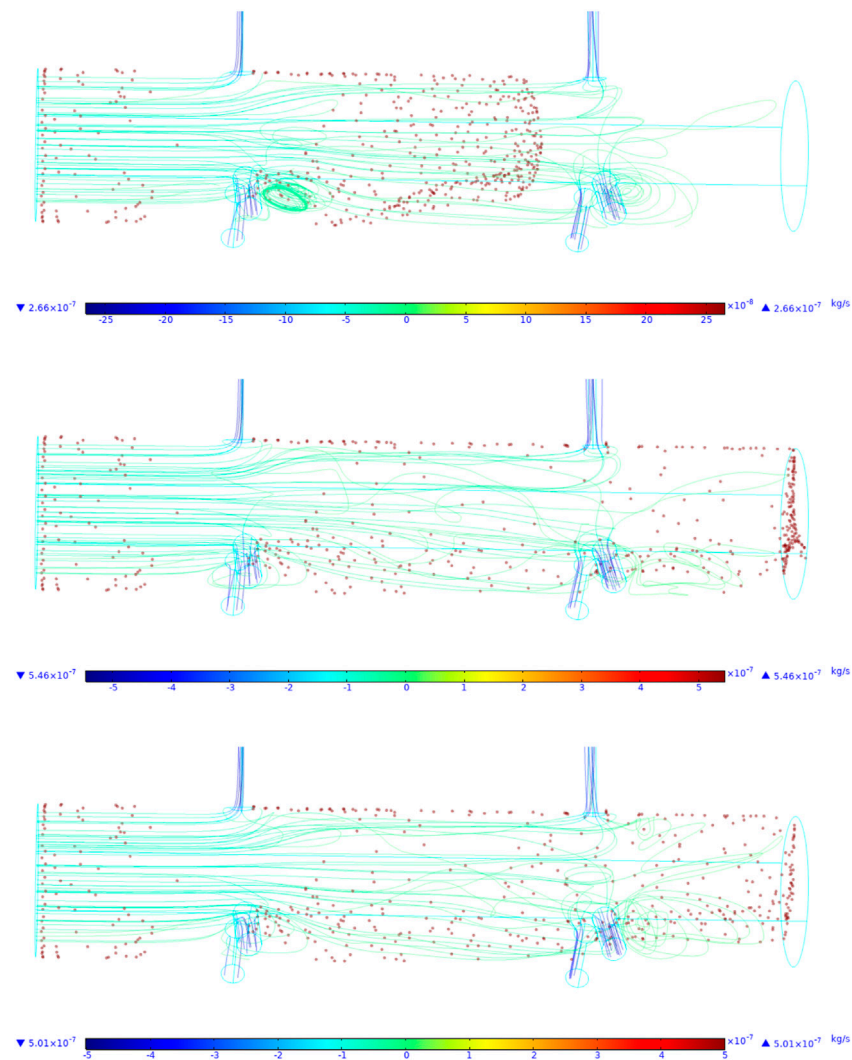 ▼ 2.66×10⁻⁷ ×10⁻⁸ ▲ 2.66×10⁻⁷ kg/s
-25 -20 -15 -10 -5 0 5 10 15 20 25
▼ 5.46×10⁻⁷ ×10⁻⁷ ▲ 5.46×10⁻⁷ kg/s
-5 -4 -3 -2 -1 0 1 2 3 4 5
▼ 5.01×10⁻⁷ ×10⁻⁷ ▲ 5.01×10⁻⁷ kg/s
-5 -4 -3 -2 -1 0 1 2 3 4 5